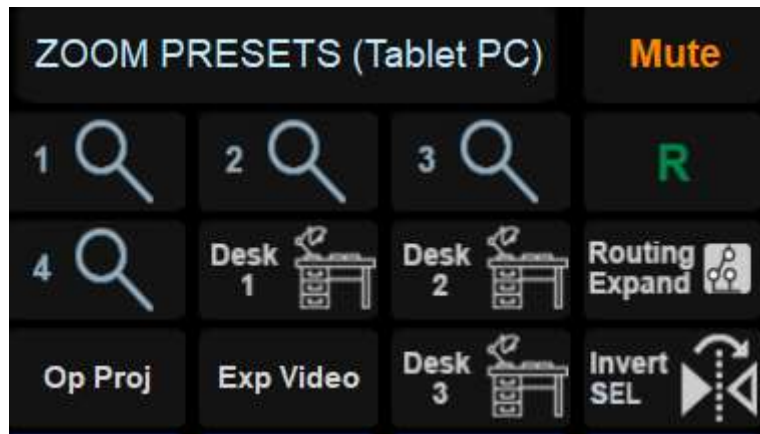 ZOOM PRESETS (Tablet PC)
Mute
1
2
3
R
4
Desk
1
Desk
2
Routing
Expand
Op Proj
Exp Video
Desk
3
Invert
SEL